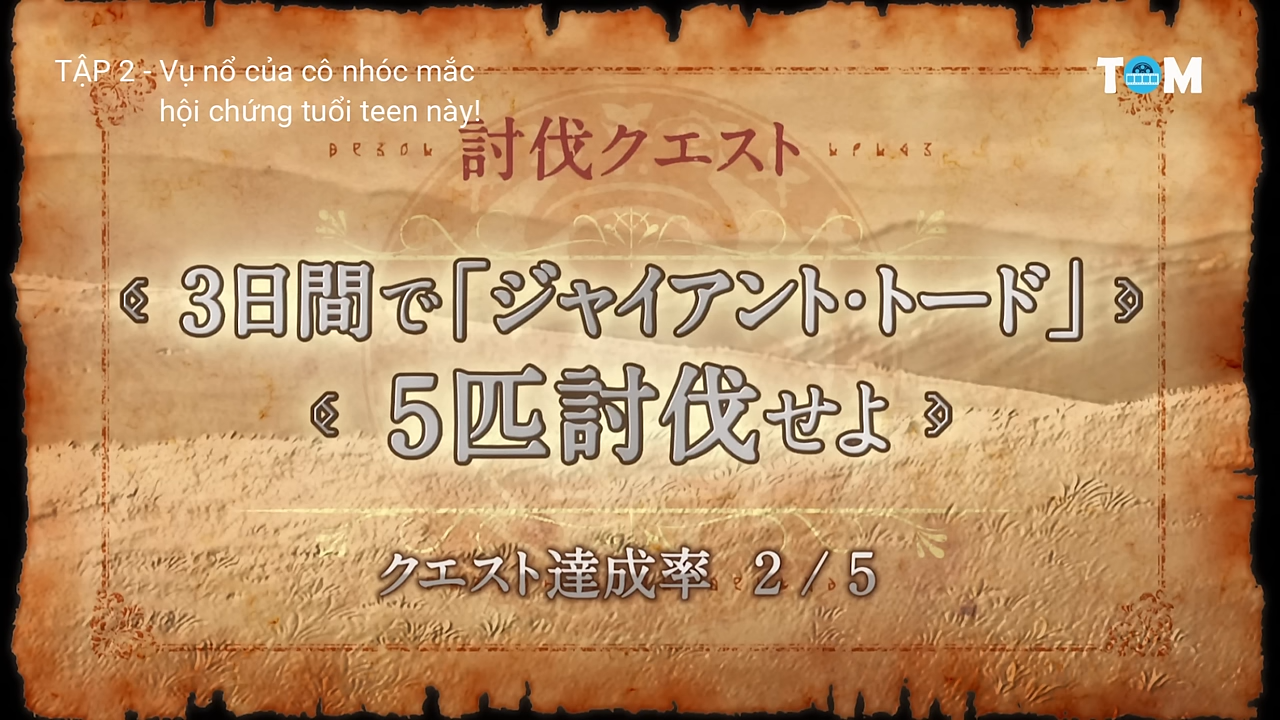 TẬP 2 - Vụ nổ của cô nhóc mắc
hội chứng tuổi teen này!
TOM
討伐クエスト
3日間で「ジャイアント・トード」
5匹討伐せよ
クエスト達成率 2/5